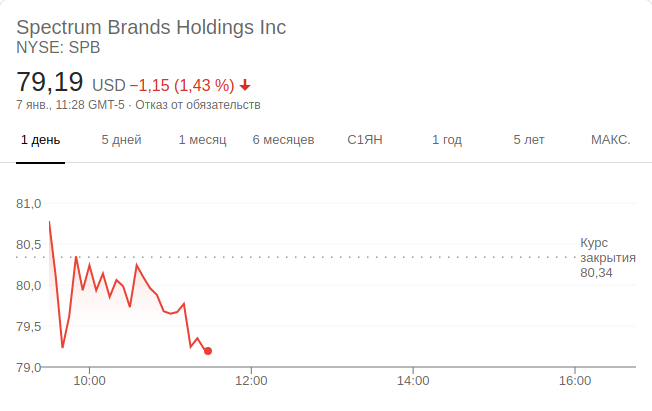 Spectrum Brands Holdings Inc
NYSE: SPB
79,19 USD −1,15 (1,43 %)
7 янв., 11:28 GMT-5 · Отказ от обязательств
1 день 5 дней 1 месяц 6 месяцев С1ЯН 1 год 5 лет МАКС.
81,0
80,5
80,0
79,5
79,0
Курс
закрытия
80,34
10:00 12:00 14:00 16:00